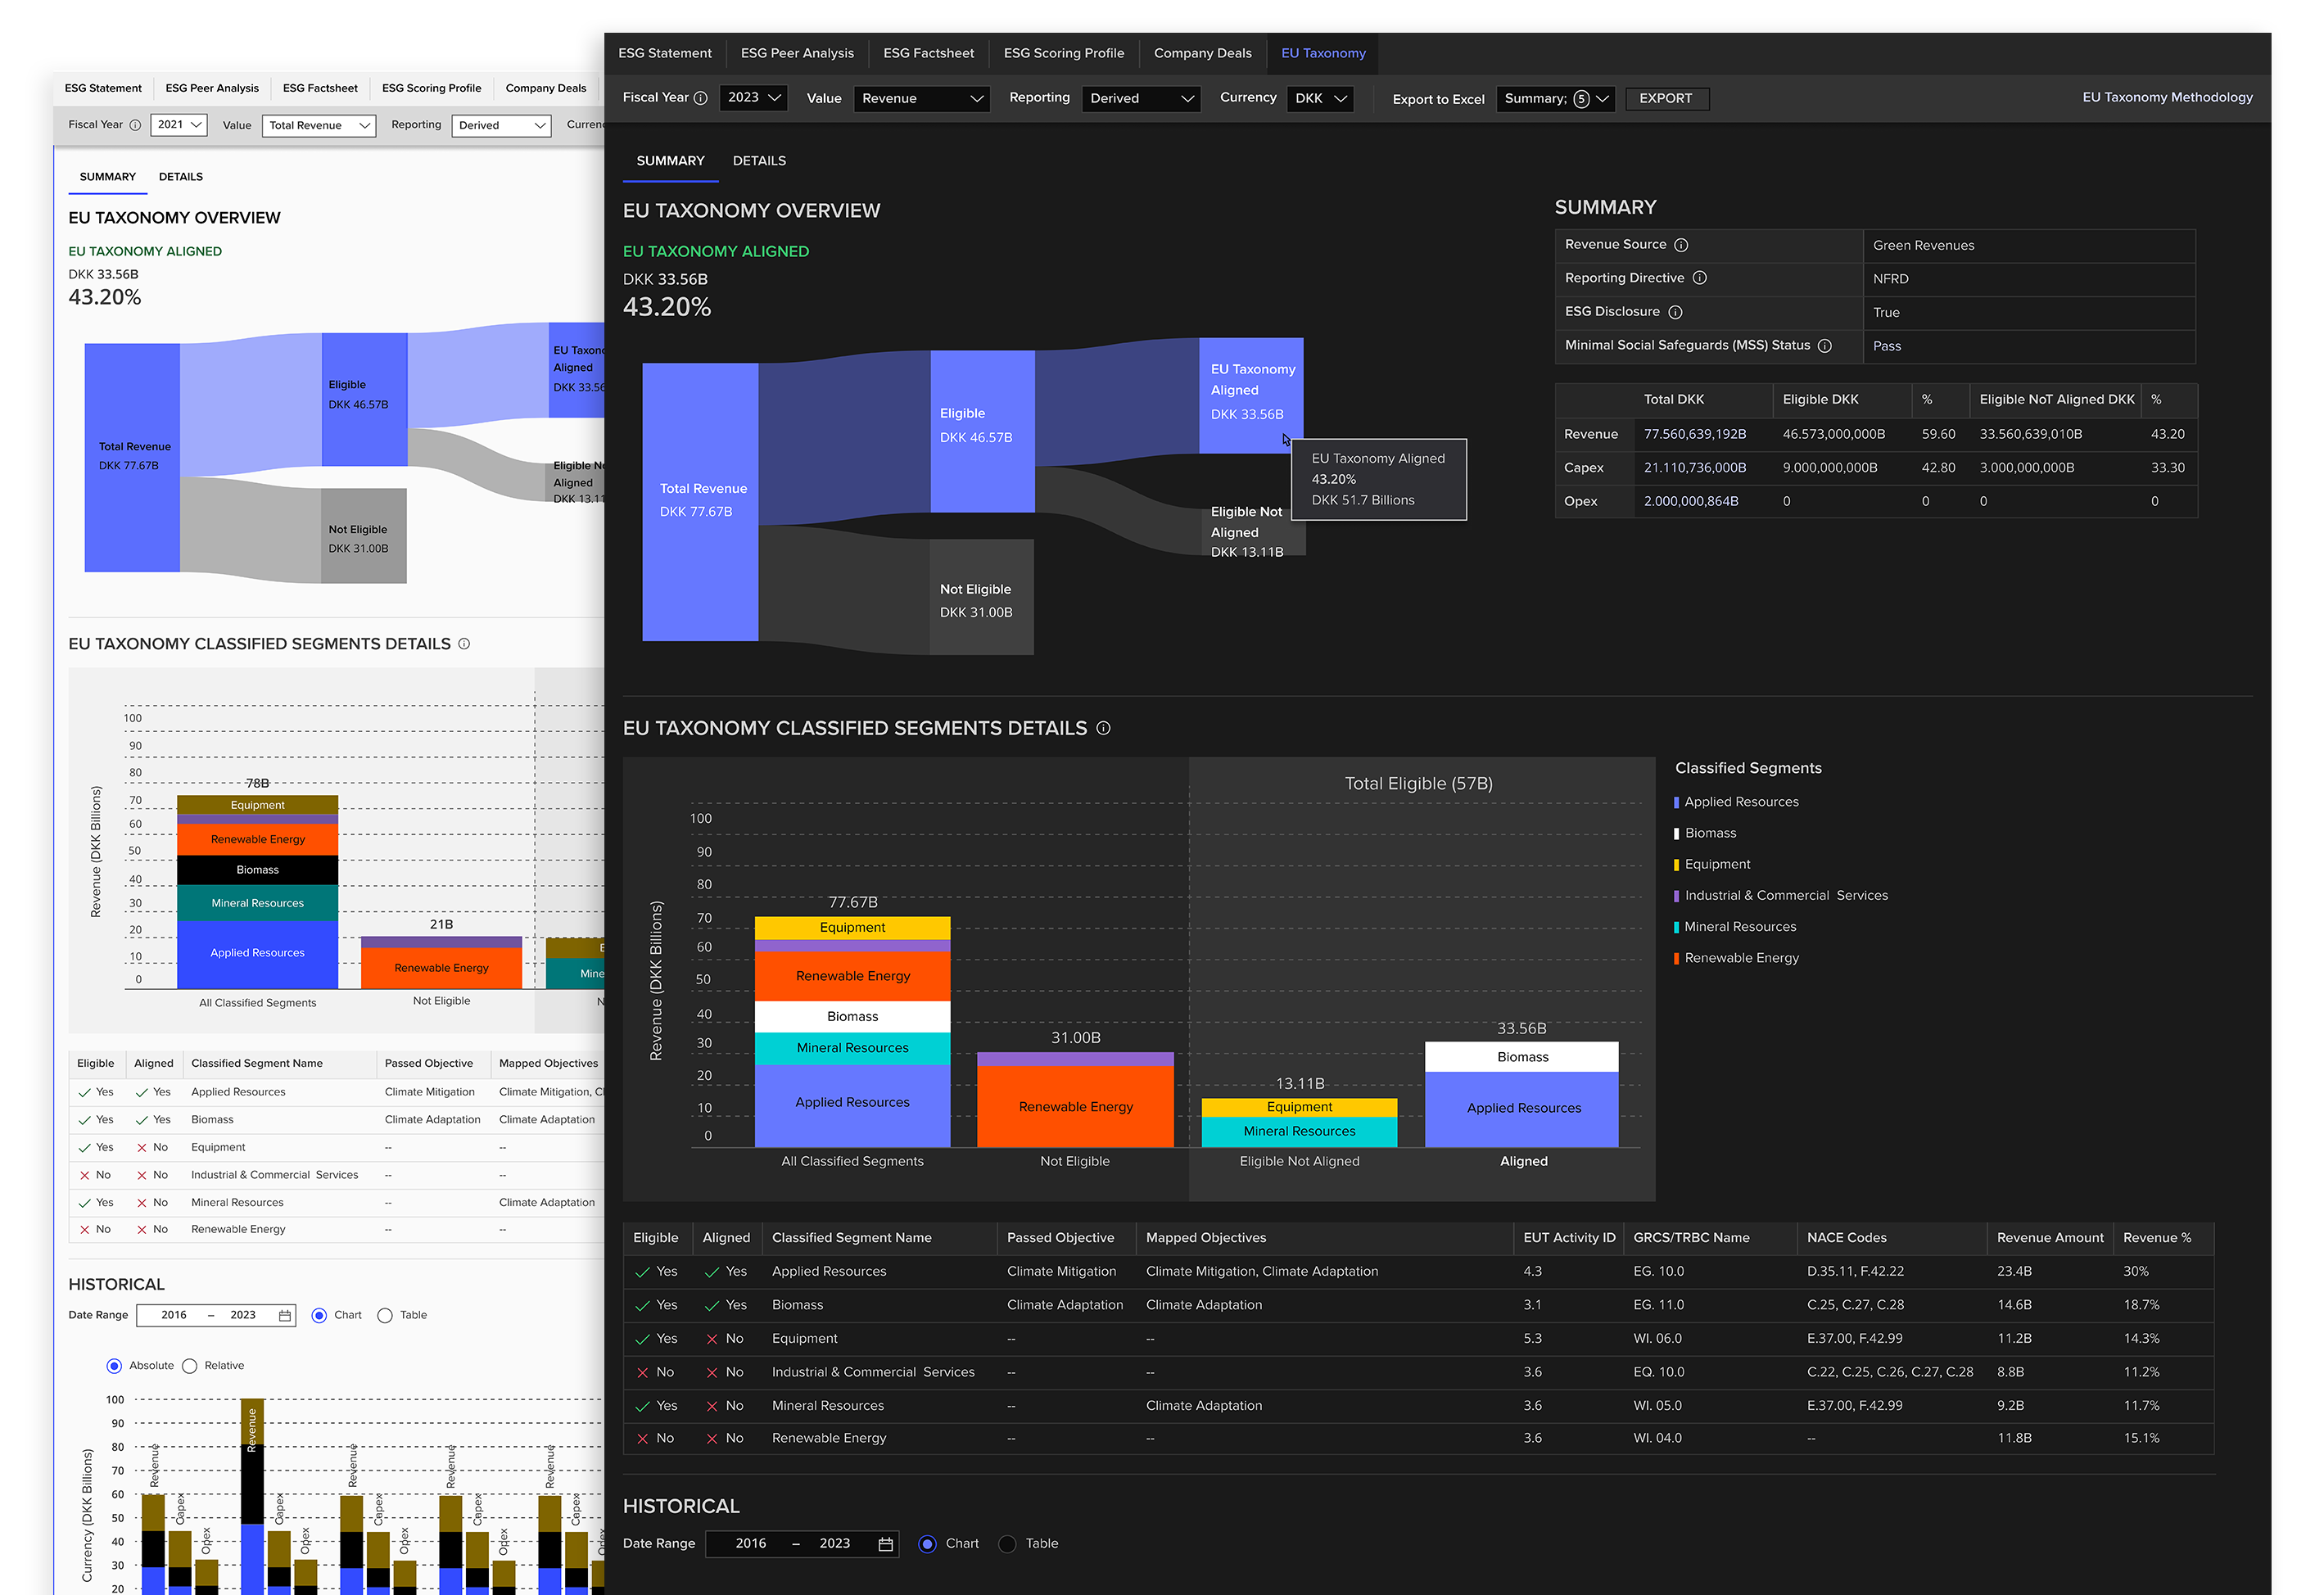 ESG Statement
ESG Peer Analysis
ESG Factsheet
ESG Scoring Profile
Company Deals
Fiscal Year
2021
Value
Total Revenue
Reporting
Derived
SUMMARY
DETAILS
EU TAXONOMY OVERVIEW
EU TAXONOMY ALIGNED
DKK 33.56B
43.20%
Total Revenue
DKK 77.67B
Eligible
DKK 46.57B
Not Eligible
DKK 31.00B
Aligned
EU TAXONOMY CLASSIFIED SEGMENTS DETAILS
Revenue (DKK Billions)
100
90
80
70
60
50
40
30
20
10
0
78B
Equipment
Renewable Energy
Biomass
Mineral Resources
Applied Resources
All Classified Segments
21B
Renewable Energy
Not Eligible
Eligible Aligned Classified Segment Name Passed Objective Mapped Objectives
Yes Yes Applied Resources Climate Mitigation Climate Mitigation,
Yes Yes Biomass Climate Adaptation Climate Adaptation
Yes No Equipment -- --
No No Industrial & Commercial Services -- --
Yes No Mineral Resources -- Climate Adaptation
No No Renewable Energy -- --
HISTORICAL
Date Range 2016 – 2023 Chart Table
Absolute Relative
Currency (DKK Billions)
100
90
80
70
60
50
40
30
20
Revenue Capex Opex
Revenue Capex Opex
Revenue Capex Opex
Revenue Capex Opex
Revenue Capex
ESG Statement
ESG Peer Analysis
ESG Factsheet
ESG Scoring Profile
Company Deals
EU Taxonomy
Fiscal Year
2023
Value
Revenue
Reporting
Derived
Currency
DKK
Export to Excel
Summary; 5
EXPORT
EU Taxonomy Methodology
SUMMARY
DETAILS
EU TAXONOMY OVERVIEW
EU TAXONOMY ALIGNED
DKK 33.56B
43.20%
Total Revenue
DKK 77.67B
Eligible
DKK 46.57B
Not Eligible
DKK 31.00B
EU Taxonomy
Aligned
DKK 33.56B
Eligible Not
Aligned
DKK 13.11B
EU Taxonomy Aligned
43.20%
DKK 51.7 Billions
SUMMARY
Revenue Source Green Revenues
Reporting Directive NFRD
ESG Disclosure True
Minimal Social Safeguards (MSS) Status Pass
Total DKK Eligible DKK % Eligible NoT Aligned DKK %
Revenue 77.560,639,192B 46.573,000,000B 59.60 33.560,639,010B 43.20
Capex 21.110,736,000B 9.000,000,000B 42.80 3.000,000,000B 33.30
Opex 2.000,000,864B 0 0 0 0
EU TAXONOMY CLASSIFIED SEGMENTS DETAILS
Total Eligible (57B)
Revenue (DKK Billions)
100
90
80
70
60
50
40
30
20
10
0
77.67B
Equipment
Renewable Energy
Biomass
Mineral Resources
Applied Resources
All Classified Segments
31.00B
Renewable Energy
Not Eligible
13.11B
Equipment
Mineral Resources
Eligible Not Aligned
33.56B
Biomass
Applied Resources
Aligned
Classified Segments
Applied Resources
Biomass
Equipment
Industrial & Commercial Services
Mineral Resources
Renewable Energy
Eligible Aligned Classified Segment Name Passed Objective Mapped Objectives EUT Activity ID GRCS/TRBC Name NACE Codes Revenue Amount Revenue %
Yes Yes Applied Resources Climate Mitigation Climate Mitigation, Climate Adaptation 4.3 EG. 10.0 D.35.11, F.42.22 23.4B 30%
Yes Yes Biomass Climate Adaptation Climate Adaptation 3.1 EG. 11.0 C.25, C.27, C.28 14.6B 18.7%
Yes No Equipment -- -- 5.3 WI. 06.0 E.37.00, F.42.99 11.2B 14.3%
No No Industrial & Commercial Services -- -- 3.6 EQ. 10.0 C.22, C.25, C.26, C.27, C.28 8.8B 11.2%
Yes No Mineral Resources -- Climate Adaptation 3.6 WI. 05.0 E.37.00, F.42.99 9.2B 11.7%
No No Renewable Energy -- -- 3.6 WI. 04.0 -- 11.8B 15.1%
HISTORICAL
Date Range 2016 – 2023 Chart Table